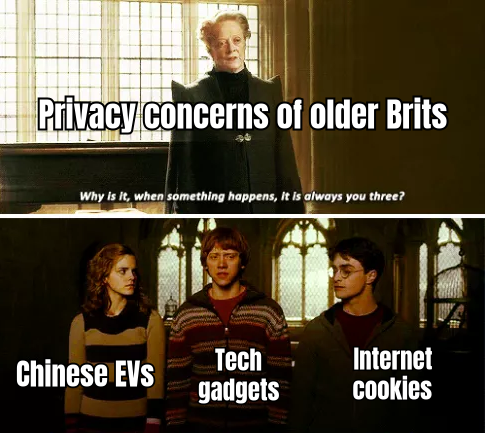 Privacy concerns of older Brits
Why is it, when something happens, it is always you three?
Chinese EVs
Tech
gadgets
Internet
cookies